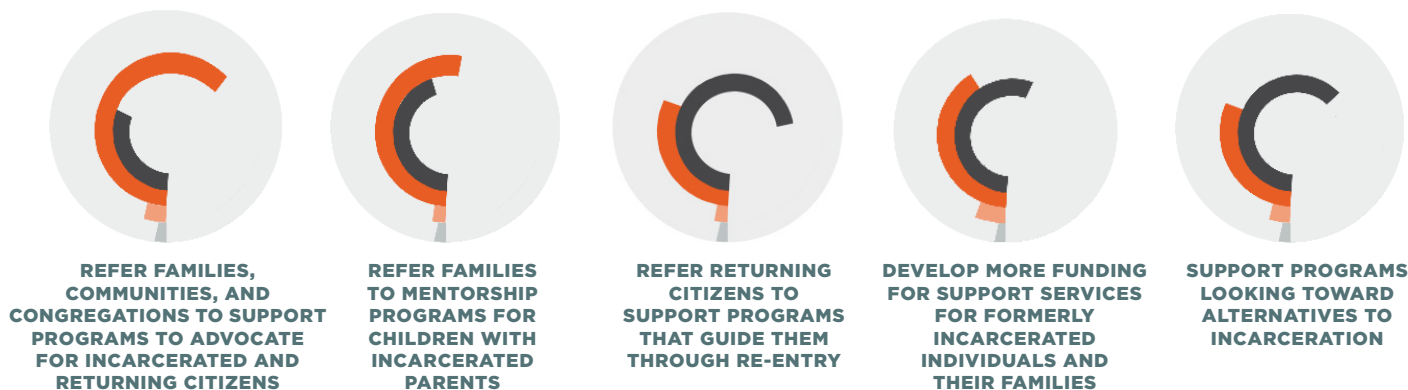 REFER FAMILIES,
COMMUNITIES, AND
CONGREGATIONS TO SUPPORT
PROGRAMS TO ADVOCATE
FOR INCARCERATED AND
RETURNING CITIZENS
REFER FAMILIES
TO MENTORSHIP
PROGRAMS FOR
CHILDREN WITH
INCARCERATED
PARENTS
REFER RETURNING
CITIZENS TO
SUPPORT PROGRAMS
THAT GUIDE THEM
THROUGH RE-ENTRY
DEVELOP MORE FUNDING
FOR SUPPORT SERVICES
FOR FORMERLY
INCARCERATED
INDIVIDUALS AND
THEIR FAMILIES
SUPPORT PROGRAMS
LOOKING TOWARD
ALTERNATIVES TO
INCARCERATION